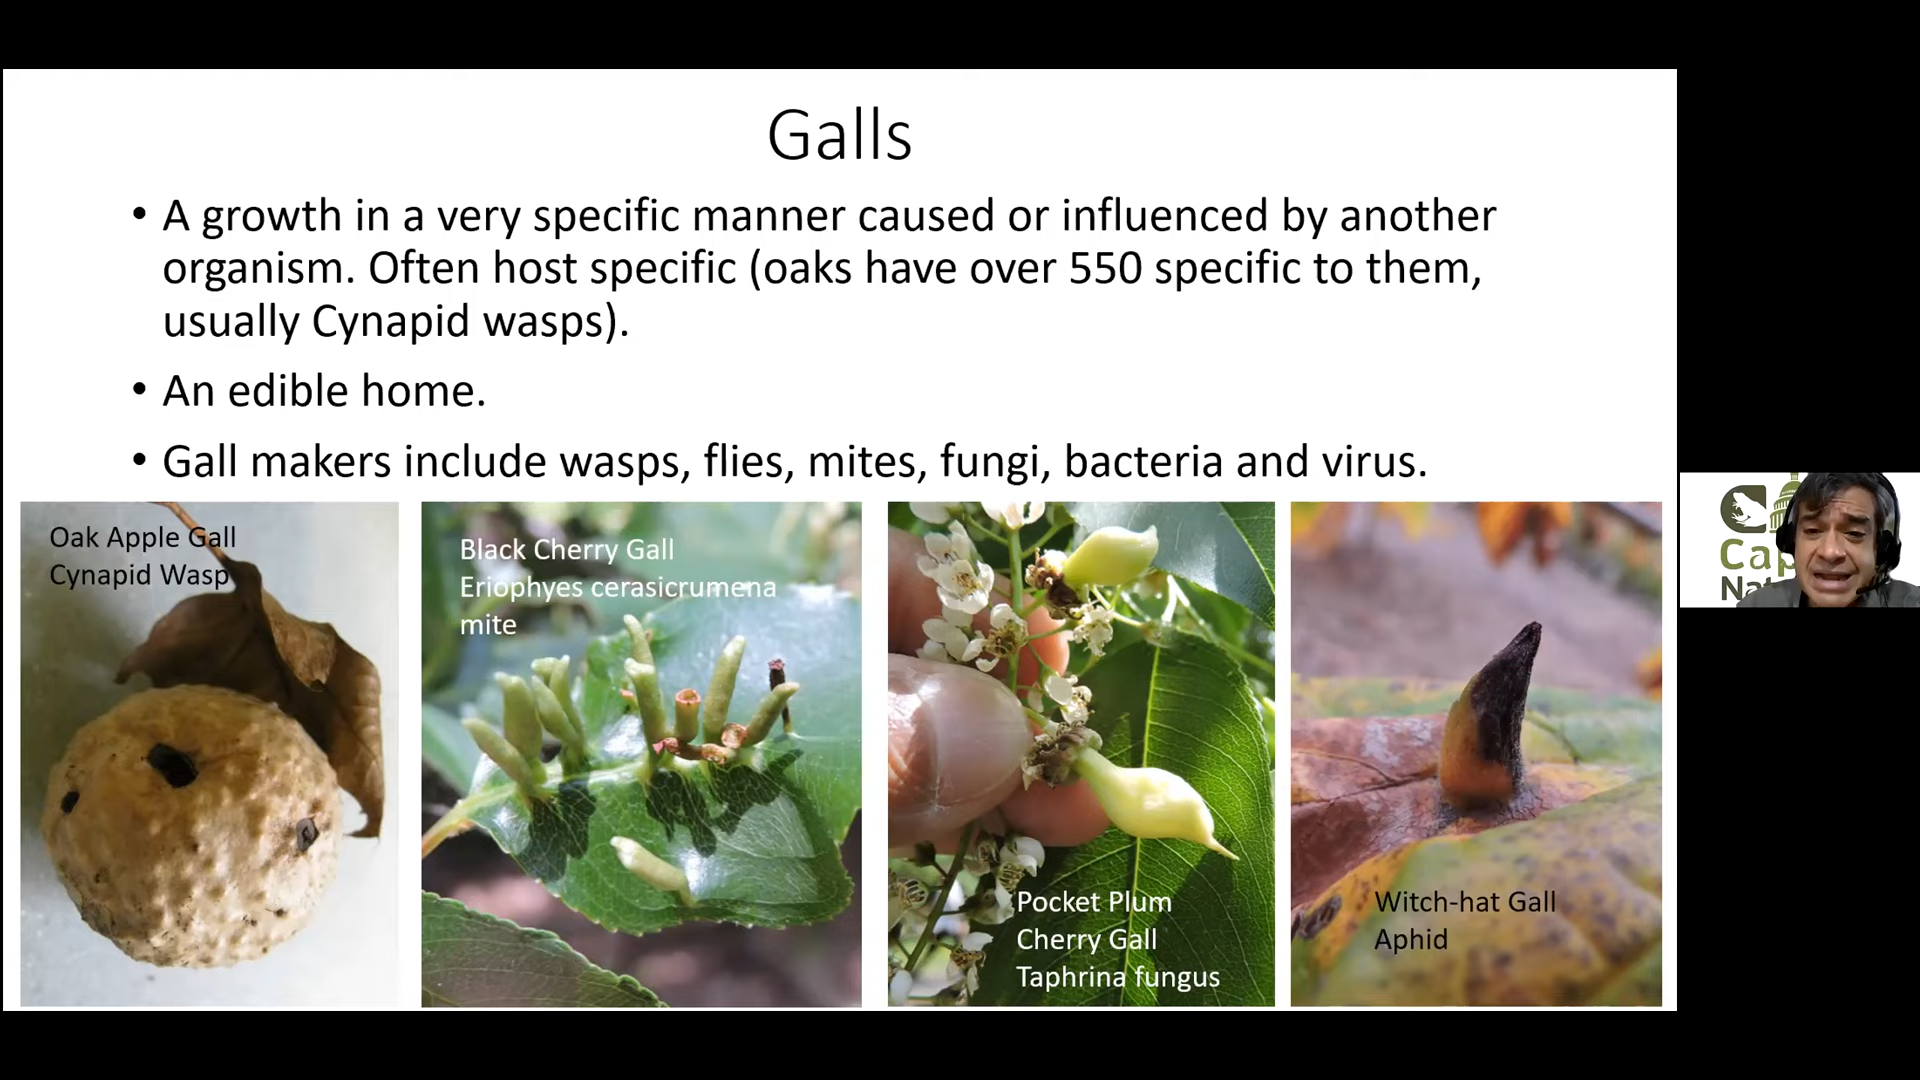 Galls
• A growth in a very specific manner caused or influenced by another
organism. Often host specific (oaks have over 550 specific to them,
usually Cynapid wasps).
• An edible home.
• Gall makers include wasps, flies, mites, fungi, bacteria and virus.
Oak Apple Gall
Cynapid Wasp
Black Cherry Gall
Eriophyes cerasicrumena
mite
Pocket Plum
Cherry Gall
Taphrina fungus
Witch-hat Gall
Aphid